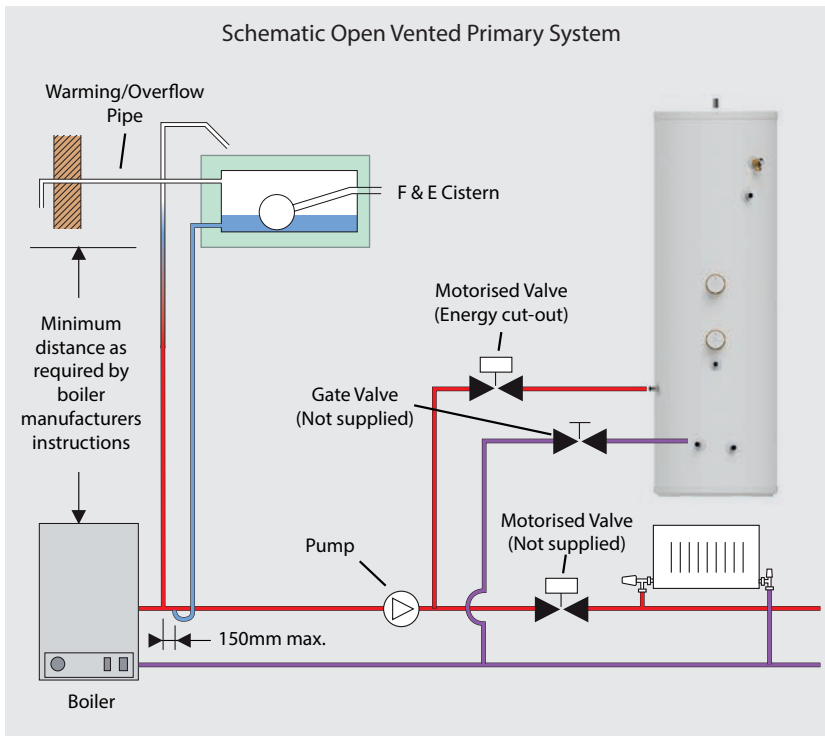 Schematic Open Vented Primary System
Warming/Overflow
Pipe
F & E Cistern
Minimum
distance as
required by
boiler
manufacturers
instructions
Motorised Valve
(Energy cut-out)
Gate Valve
(Not supplied)
Motorised Valve
(Not supplied)
Pump
150mm max.
Boiler